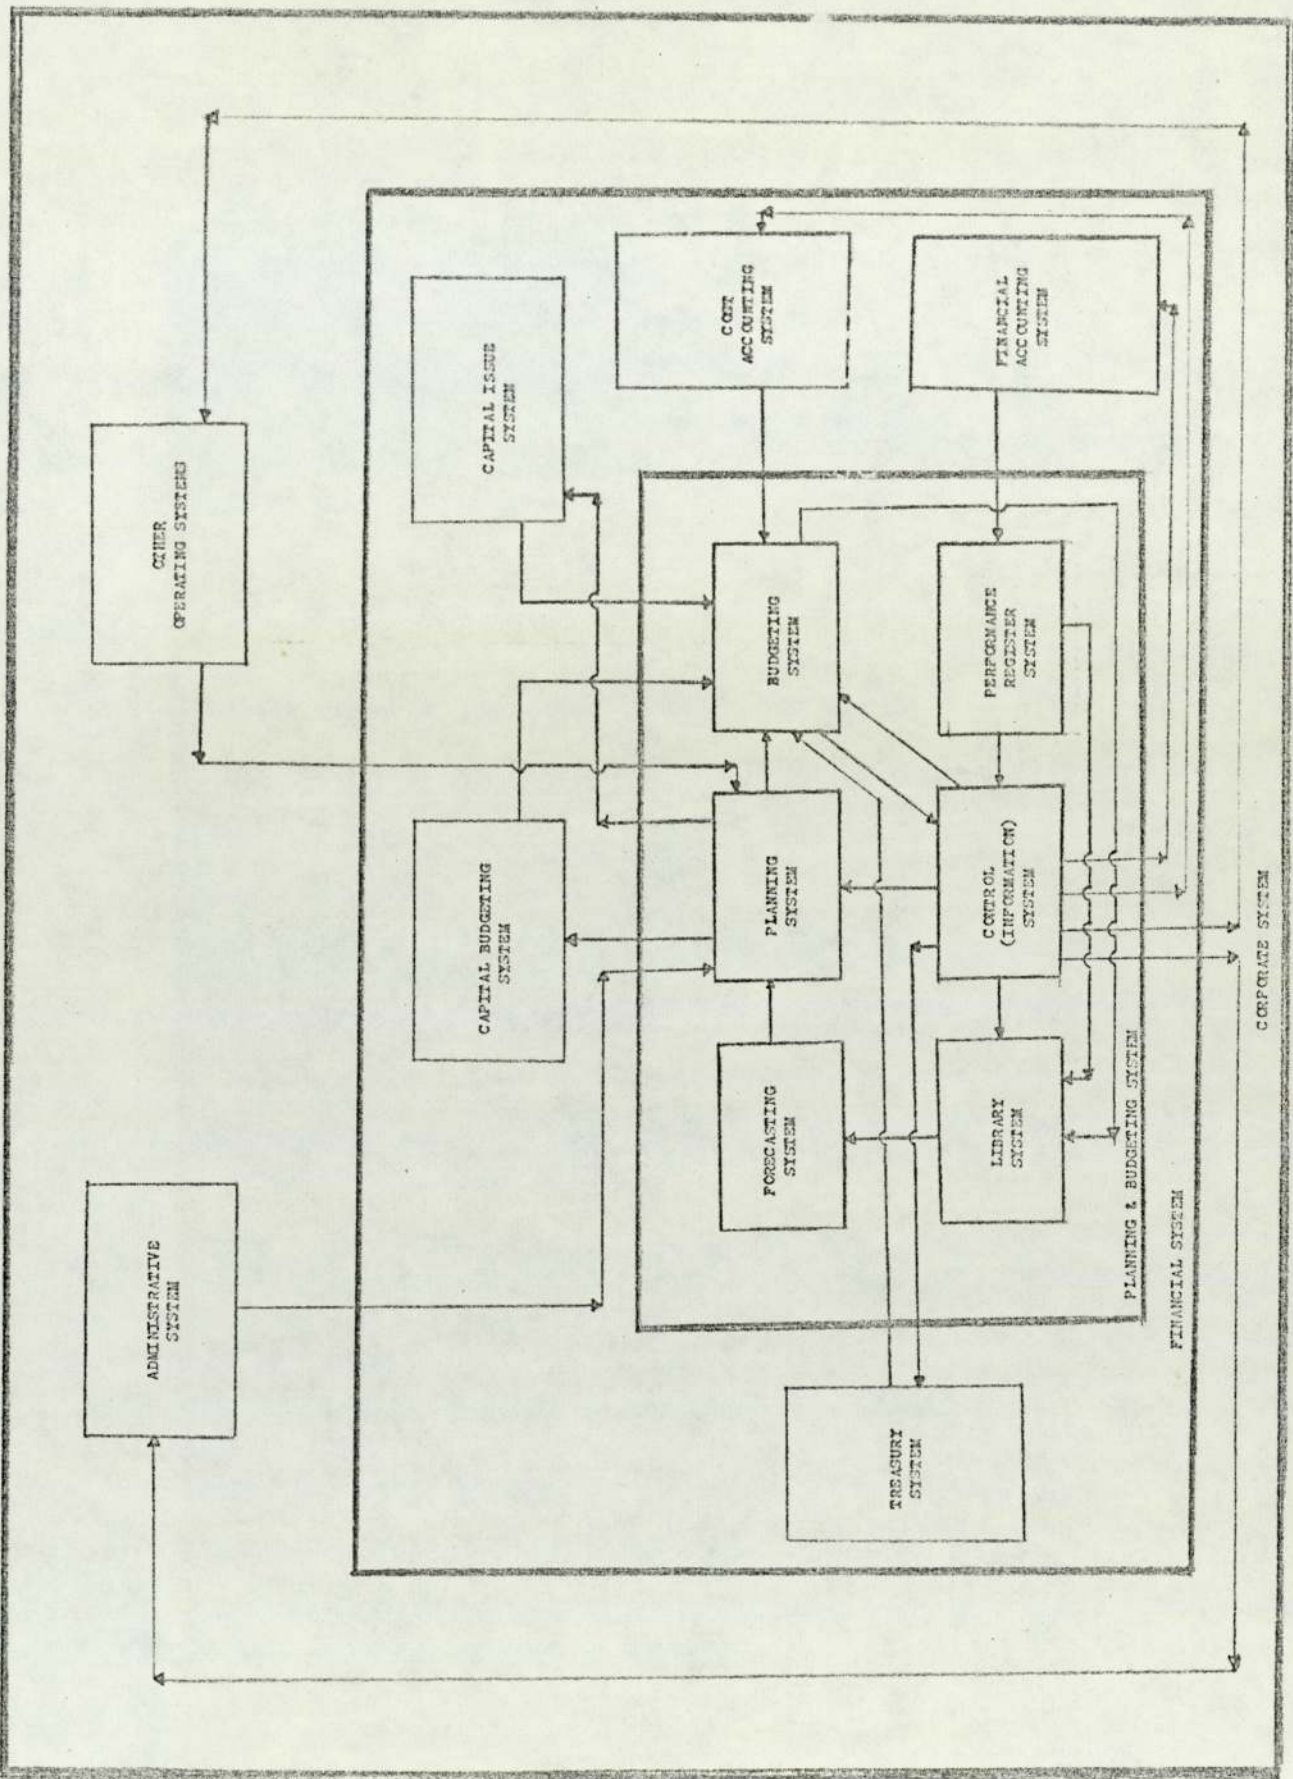 ADMINISTRATIVE
SYSTEM
OTHER
OPERATING SYSTEMS
CAPITAL BUDGETING
SYSTEM
CAPITAL ISSUE
SYSTEM
FORECASTING
SYSTEM
PLANNING
SYSTEM
BUDGETING
SYSTEM
COST
ACCOUNTING
SYSTEM
TREASURY
SYSTEM
LIBRARY
SYSTEM
CONTROL
(INFORMATION)
SYSTEM
PERFORMANCE
REGISTER
SYSTEM
FINANCIAL
ACCOUNTING
SYSTEM
PLANNING & BUDGETING SYSTEM
FINANCIAL SYSTEM
CORPORATE SYSTEM